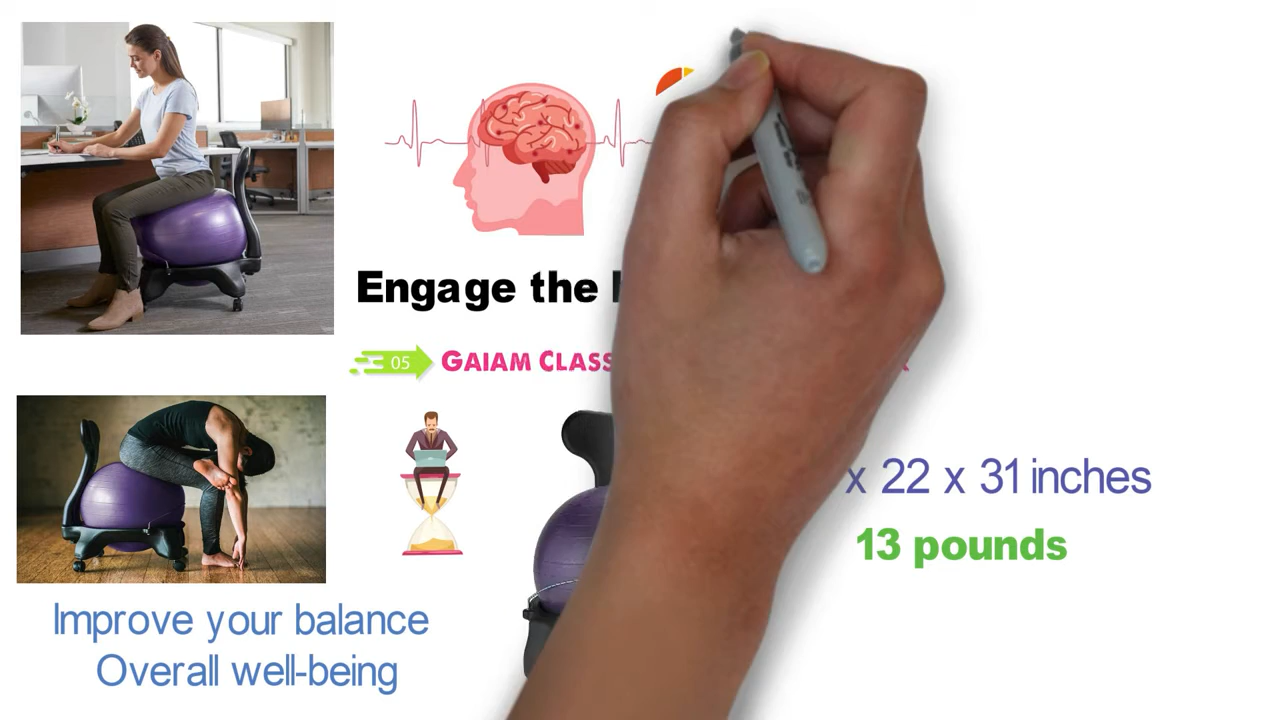 Engage the
05
GAIAM CLASS
x 22 x 31 inches
13 pounds
Improve your balance
Overall well-being